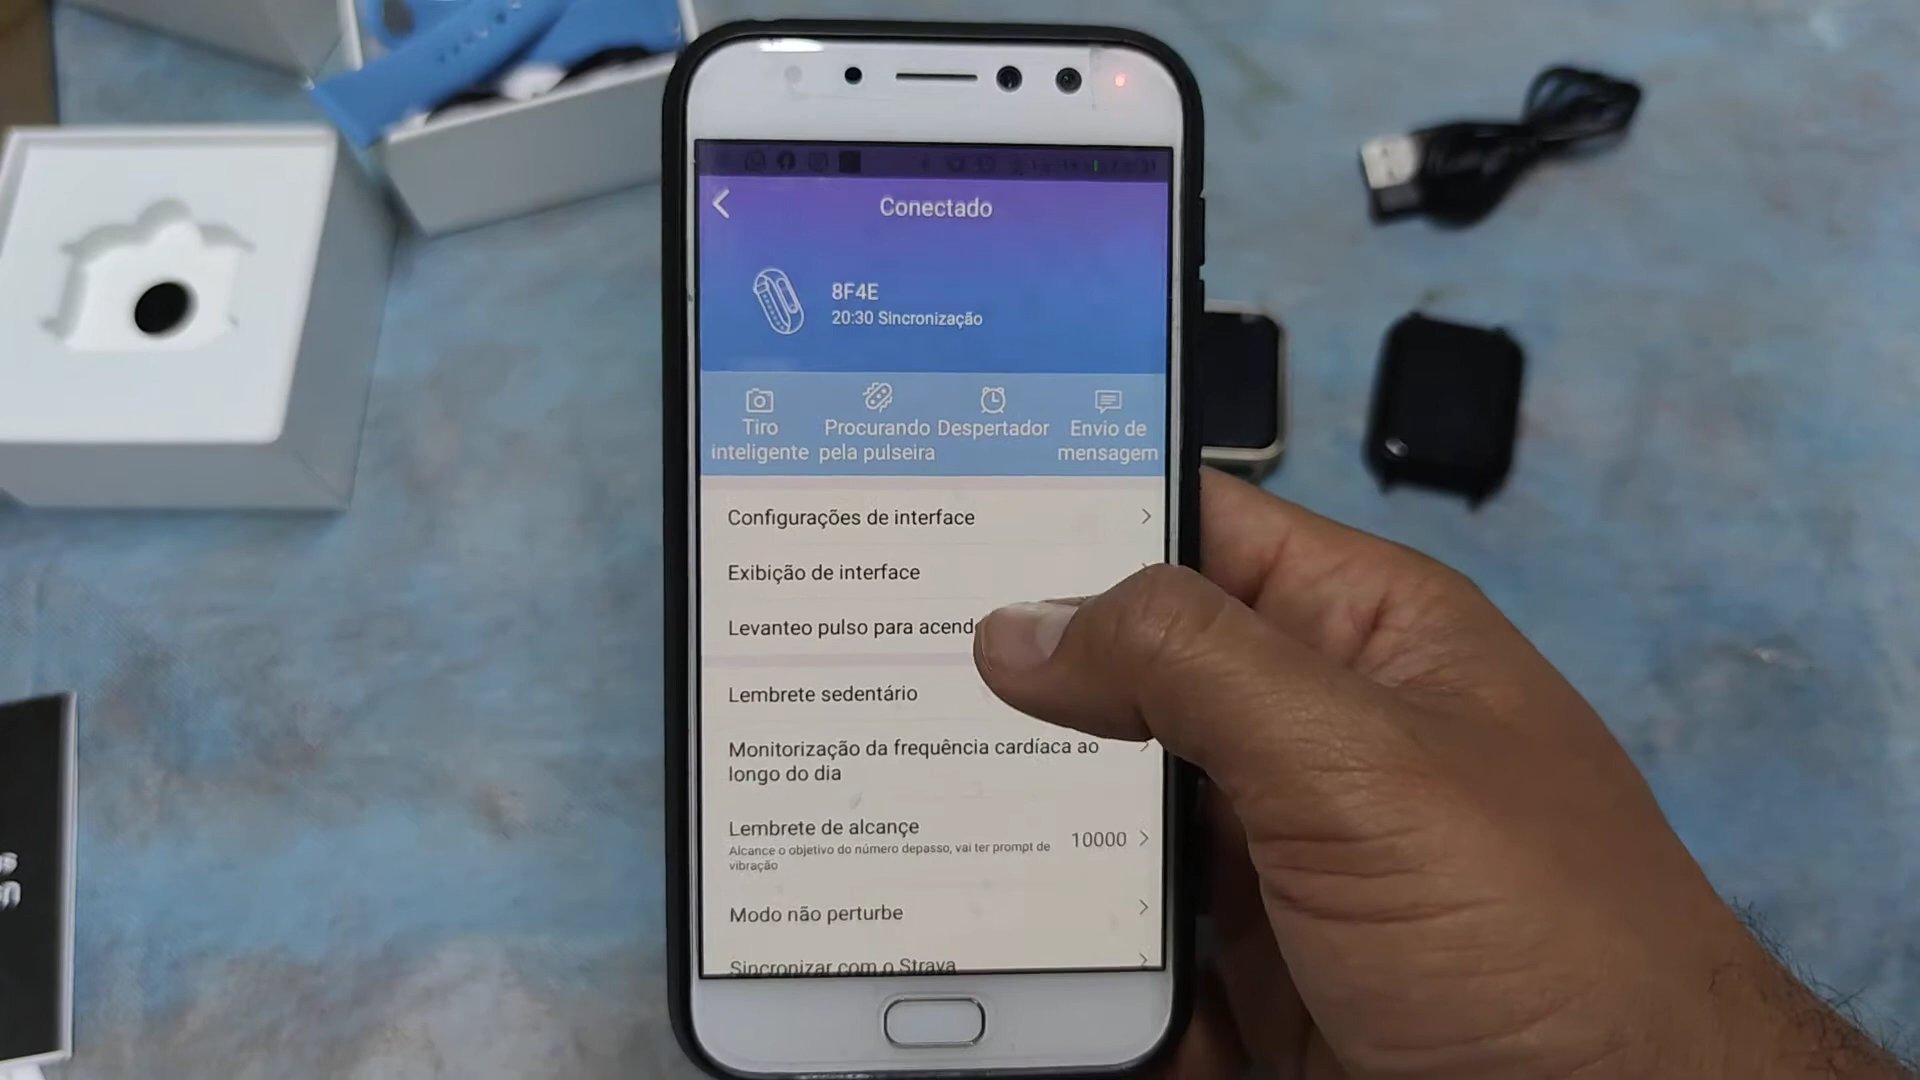 Conectado
8F4E
20:30 Sincronização
Tiro
inteligente
Procurando
pela pulseira
Despertador
Envio de
mensagem
Configurações de interface
Exibição de interface
Levanteo pulso para acend
Lembrete sedentário
Monitorização da frequência cardíaca ao
longo do dia
Lembrete de alcançe
10000
Alcance o objetivo do número depasso, vai ter prompt de
vibração
Modo não perturbe
Sincronizar com o Strava